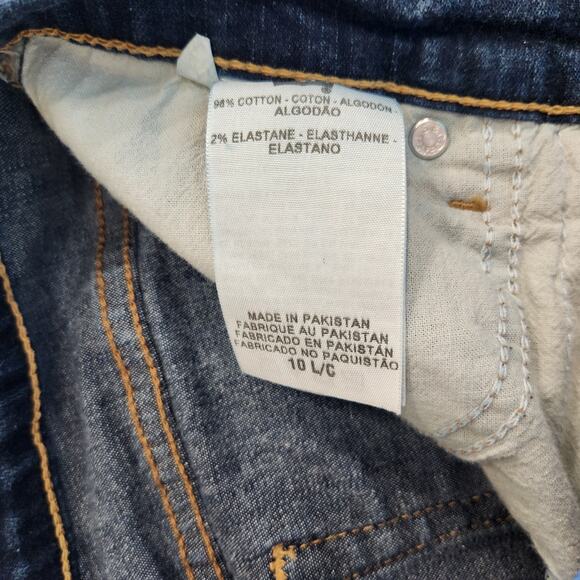 98% COTTON - COTON - ALGODÓN -
ALGODÃO
2% ELASTANE - ELASTHANNE -
ELASTANO
MADE IN PAKISTAN
FABRIQUE AU PAKISTAN
FABRICADO EN PAKISTÁN
FABRICADO NO PAQUISTÃO
10 L/C